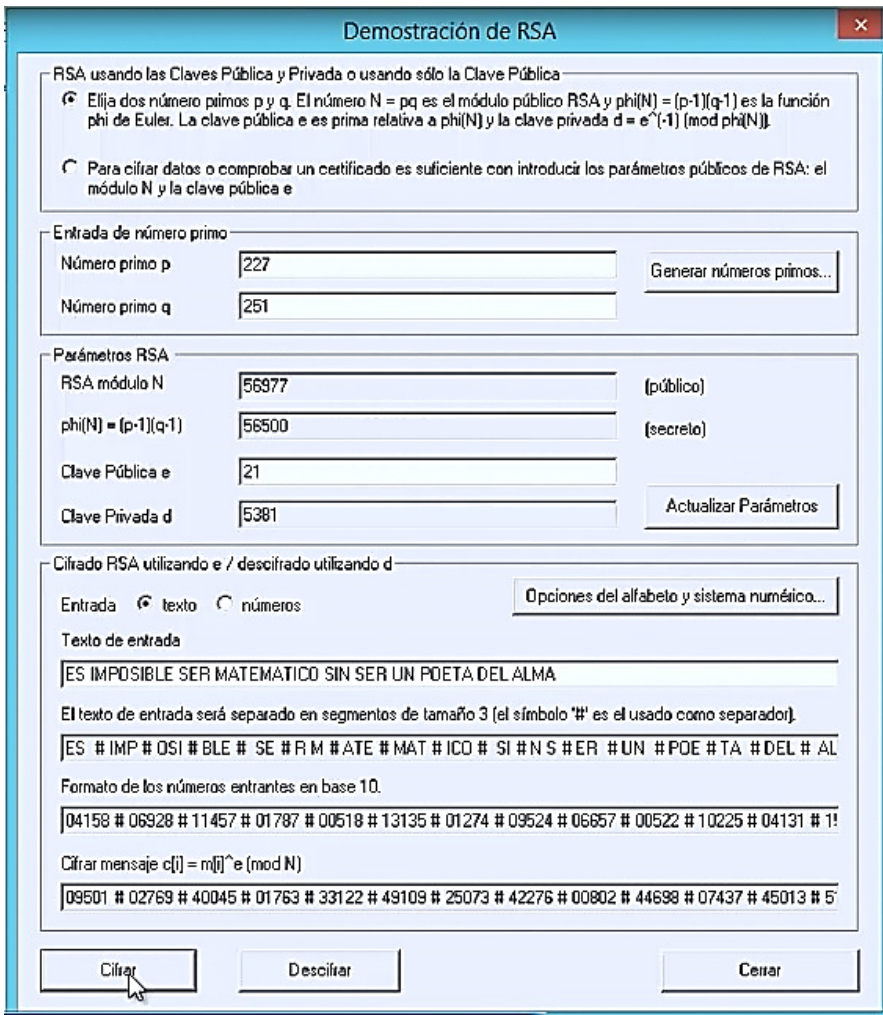 Demostración de RSA
RSA usando las Claves Pública y Privada o usando sólo la Clave Pública
Elija dos número primos p y q. El número N = pq es el módulo público RSA y phi(N) = (p-1)(q-1) es la función
phi de Euler. La clave pública e es prima relativa a phi(N) y la clave privada d = e^(-1) (mod phi(N)).
Para cifrar datos o comprobar un certificado es suficiente con introducir los parámetros públicos de RSA: el
módulo N y la clave pública e
Entrada de número primo
Número primo p 227 Generar números primos...
Número primo q 251
Parámetros RSA
RSA módulo N 56977 (público)
phi(N) = (p-1)(q-1) 56500 (secreto)
Clave Pública e 21
Clave Privada d 5381 Actualizar Parámetros
Cifrado RSA utilizando e / descifrado utilizando d
Entrada texto números Opciones del alfabeto y sistema numérico...
Texto de entrada
ES IMPOSIBLE SER MATEMATICO SIN SER UN POETA DEL ALMA
El texto de entrada será separado en segmentos de tamaño 3 (el símbolo '#' es el usado como separador).
ES # IMP # OSI # BLE # SE # R M # ATE # MAT # ICO # SI # N S # ER # UN # POE # TA # DEL # AL
Formato de los números entrantes en base 10.
04158 # 06928 # 11457 # 01787 # 00518 # 13135 # 01274 # 09524 # 06657 # 00522 # 10225 # 04131 #
Cifrar mensaje c[i] = m[i]^e (mod N)
09501 # 02769 # 40045 # 01763 # 33122 # 49109 # 25073 # 42276 # 00802 # 44698 # 07437 # 45013 #
Cifrar Descifrar Cerrar